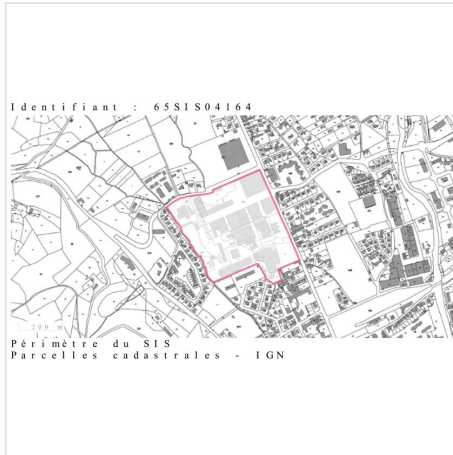 Identifiant : 65SIS04164
200 m
Périmètre du SIS
Parcelles cadastrales - IGN